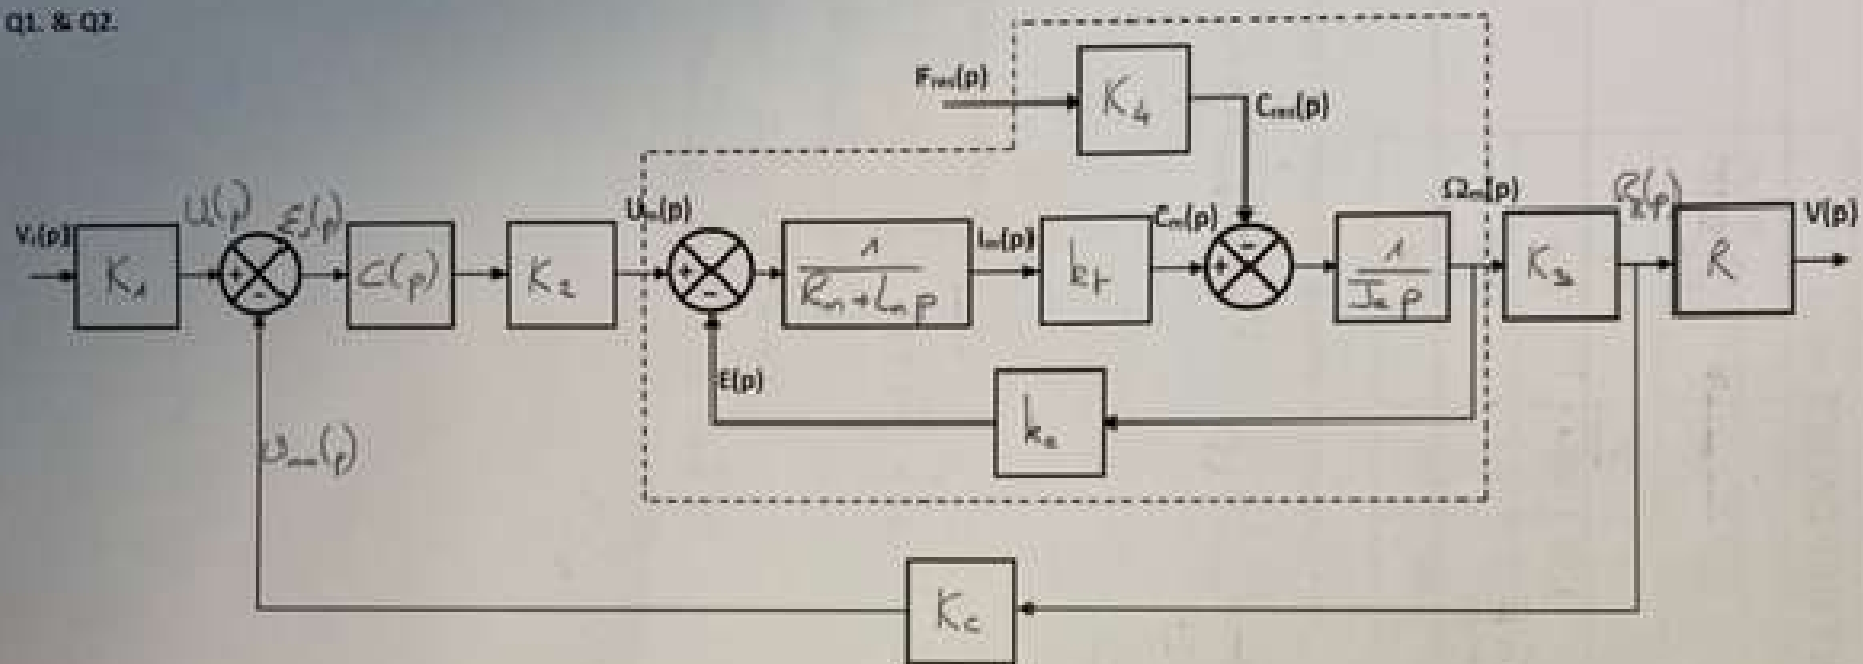 Q1. & Q2.
Fres(p)
K4
Cres(p)
Vc(p)
K1
U(p)
+
-
C(p)
K2
Um(p)
+
-
1
Rm+Lmp
Im(p)
kt
Cm(p)
-
+
1
Jep
Ωm(p)
K3
R
V(p)
E(p)
ke
Kc